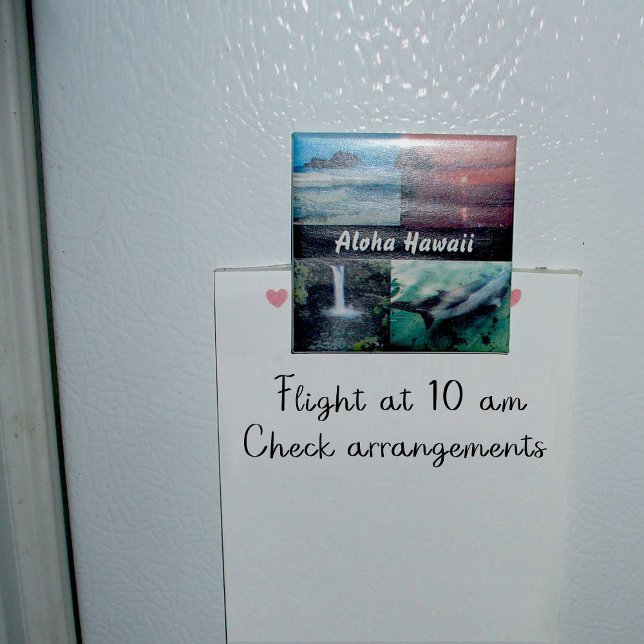 Aloha Hawaii
Flight at 10 am
Check arrangements